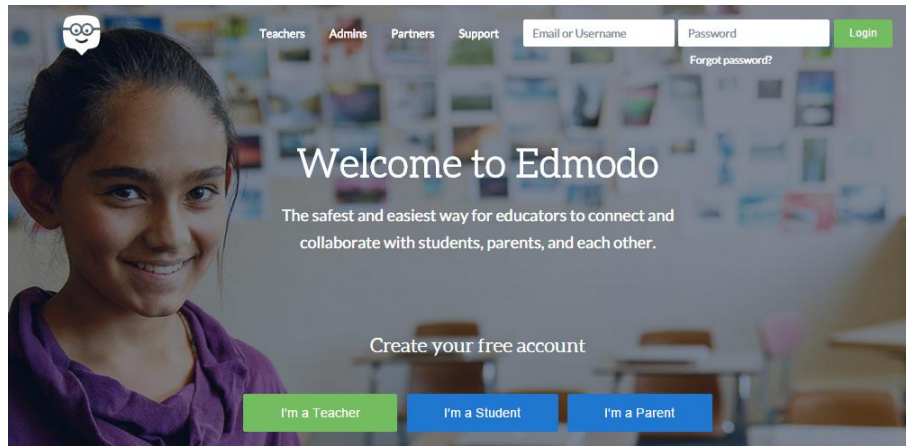 Teachers Admins Partners Support Email or Username Password Login
Forgot password?
Welcome to Edmodo
The safest and easiest way for educators to connect and
collaborate with students, parents, and each other.
Create your free account
I'm a Teacher I'm a Student I'm a Parent